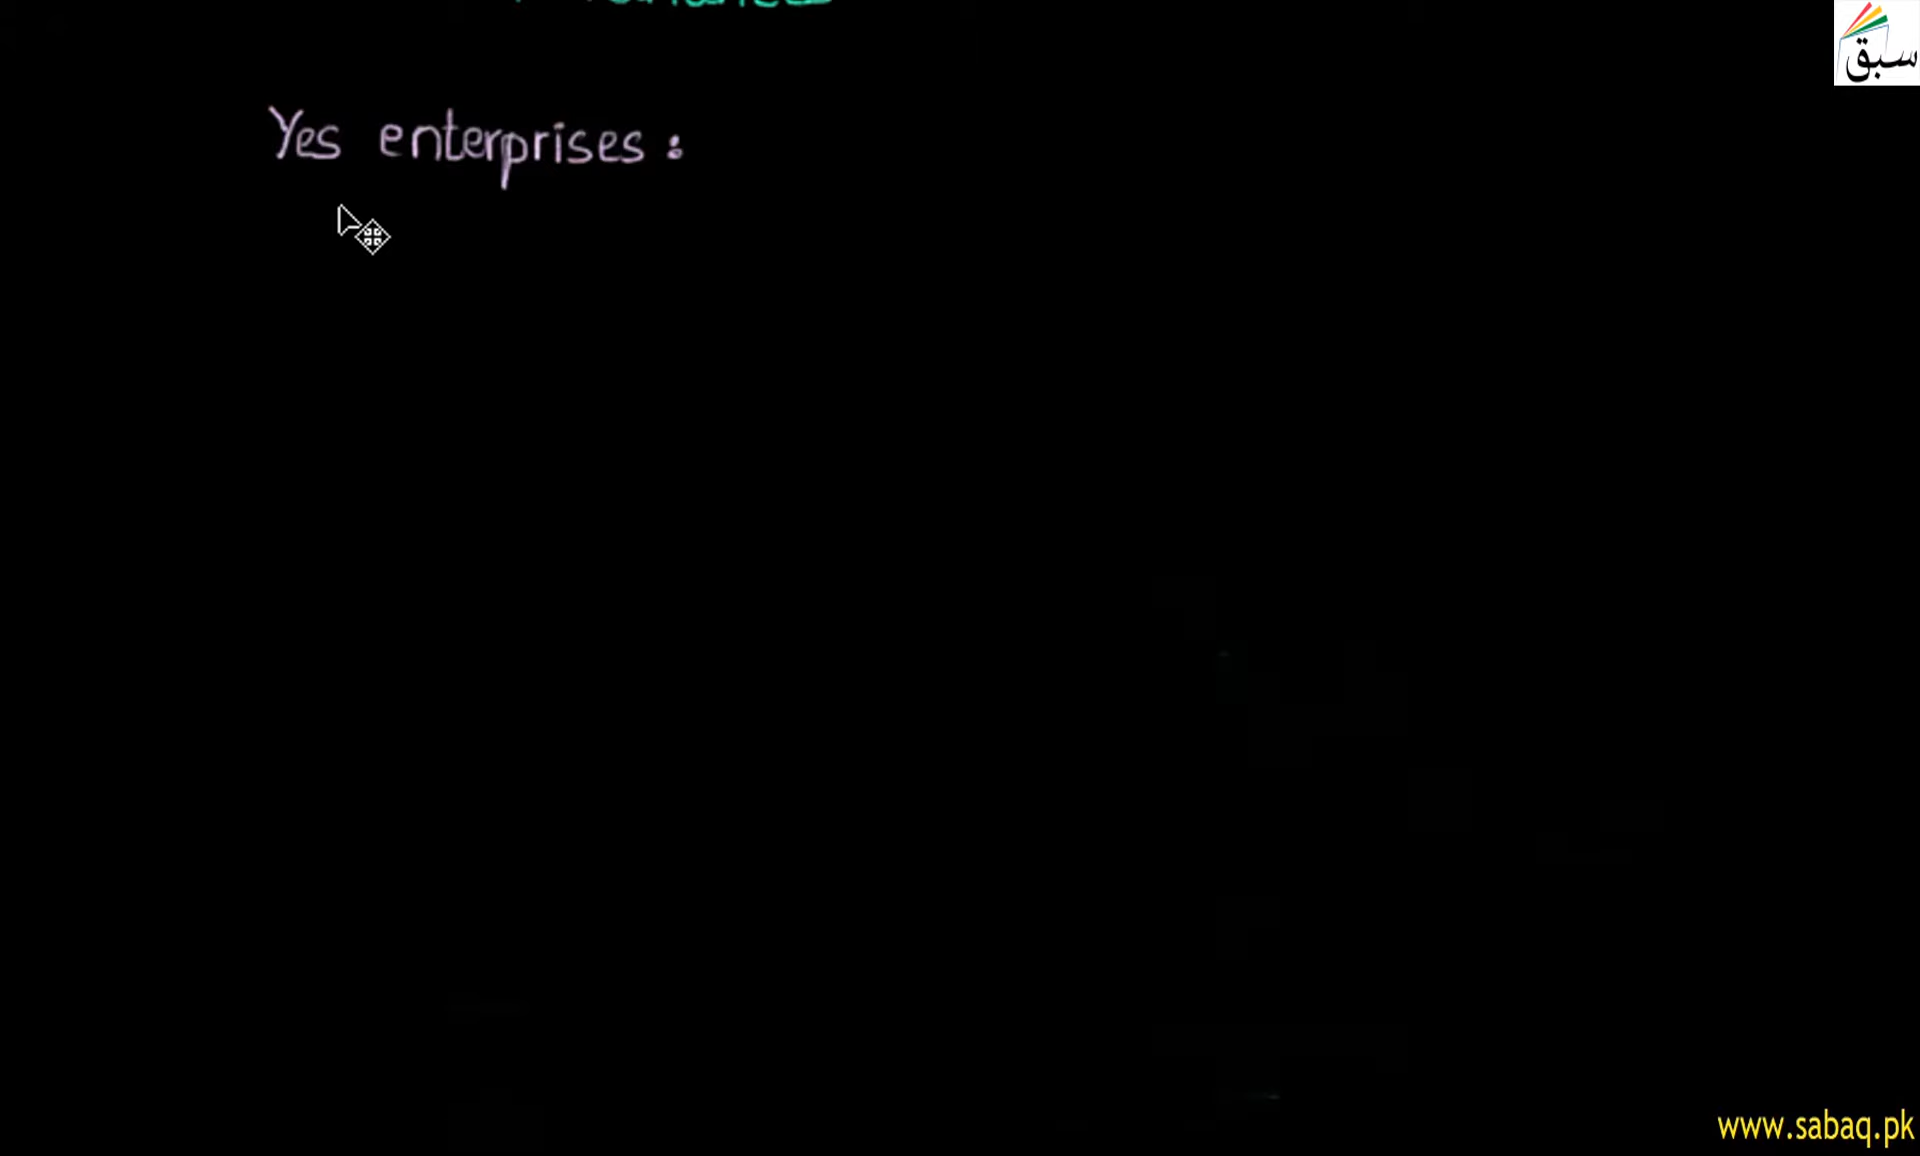 سبق
Yes enterprises :
www.sabaq.pk